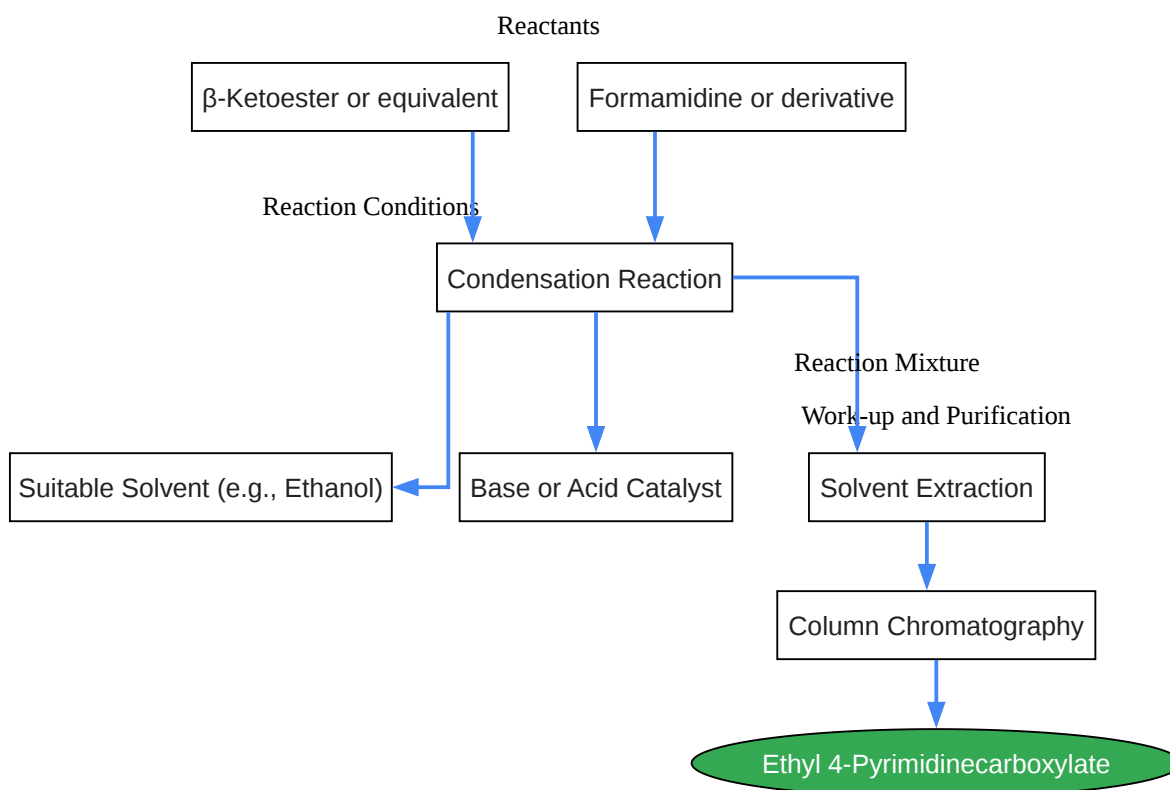 Reactants
β-Ketoester or equivalent
Formamidine or derivative
Reaction Conditions
Condensation Reaction
Reaction Mixture
Work-up and Purification
Suitable Solvent (e.g., Ethanol)
Base or Acid Catalyst
Solvent Extraction
Column Chromatography
Ethyl 4-Pyrimidinecarboxylate